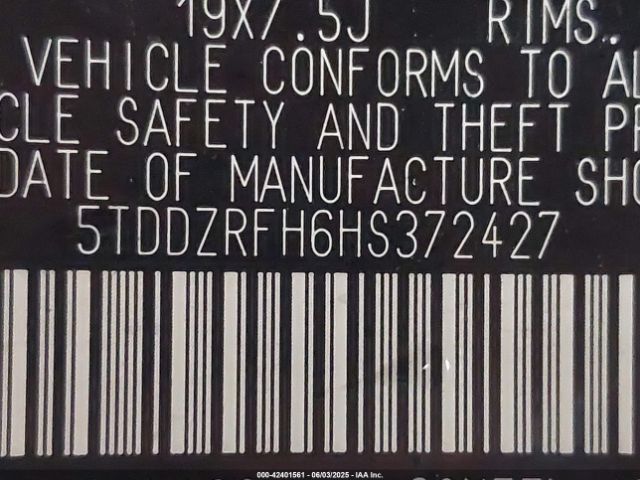 19X7.5J RIMS.
VEHICLE CONFORMS TO
CLE SAFETY AND THEFT
DATE OF MANUFACTURE
5TDDZRFH6HS372427
000-42401561 - 06/03/2025 - IAA Inc.